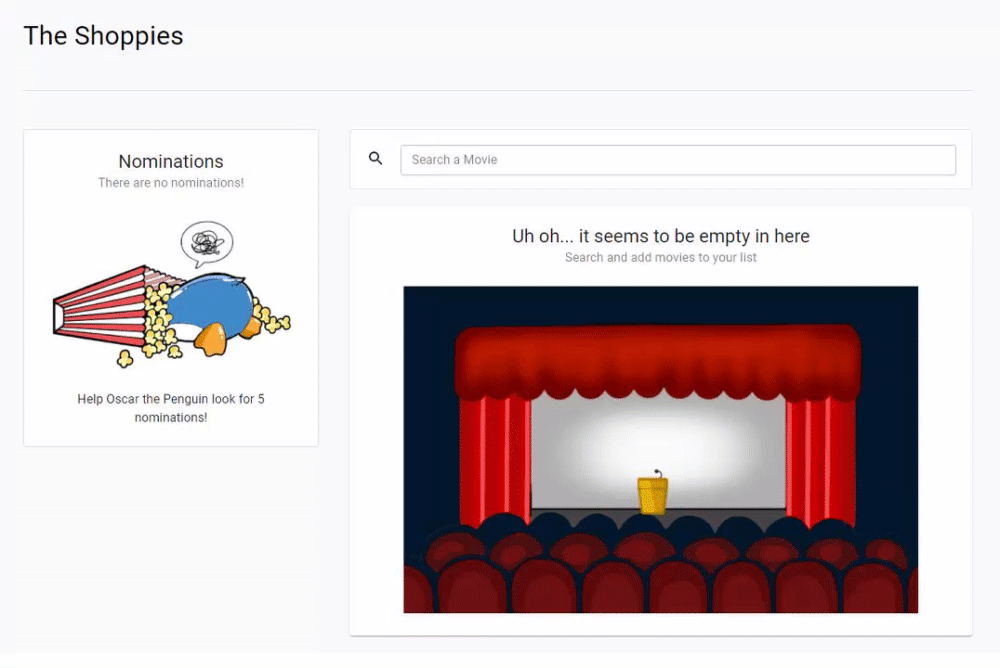 The Shoppies
Nominations
There are no nominations!
Help Oscar the Penguin look for 5
nominations!
Search a Movie
Uh oh... it seems to be empty in here
Search and add movies to your list